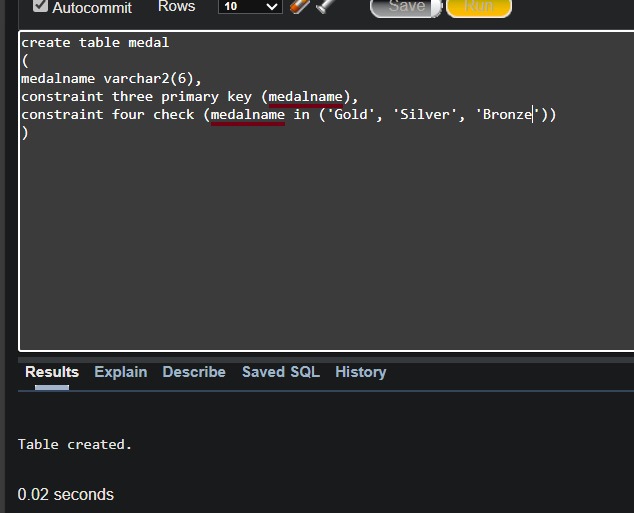 Autocommit Rows 10 Save Run
create table medal
(
medalname varchar2(6),
constraint three primary key (medalname),
constraint four check (medalname in ('Gold', 'Silver', 'Bronze'))
)
Results Explain Describe Saved SQL History
Table created.
0.02 seconds